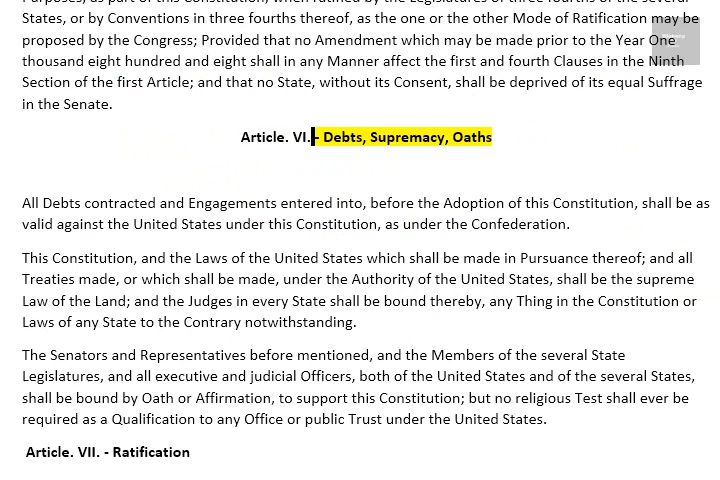 States, or by Conventions in three fourths thereof, as the one or the other Mode of Ratification may be
proposed by the Congress; Provided that no Amendment which may be made prior to the Year One
thousand eight hundred and eight shall in any Manner affect the first and fourth Clauses in the Ninth
Section of the first Article; and that no State, without its Consent, shall be deprived of its equal Suffrage
in the Senate.
Article. VI. - Debts, Supremacy, Oaths
All Debts contracted and Engagements entered into, before the Adoption of this Constitution, shall be as
valid against the United States under this Constitution, as under the Confederation.
This Constitution, and the Laws of the United States which shall be made in Pursuance thereof; and all
Treaties made, or which shall be made, under the Authority of the United States, shall be the supreme
Law of the Land; and the Judges in every State shall be bound thereby, any Thing in the Constitution or
Laws of any State to the Contrary notwithstanding.
The Senators and Representatives before mentioned, and the Members of the several State
Legislatures, and all executive and judicial Officers, both of the United States and of the several States,
shall be bound by Oath or Affirmation, to support this Constitution; but no religious Test shall ever be
required as a Qualification to any Office or public Trust under the United States.
Article. VII. - Ratification